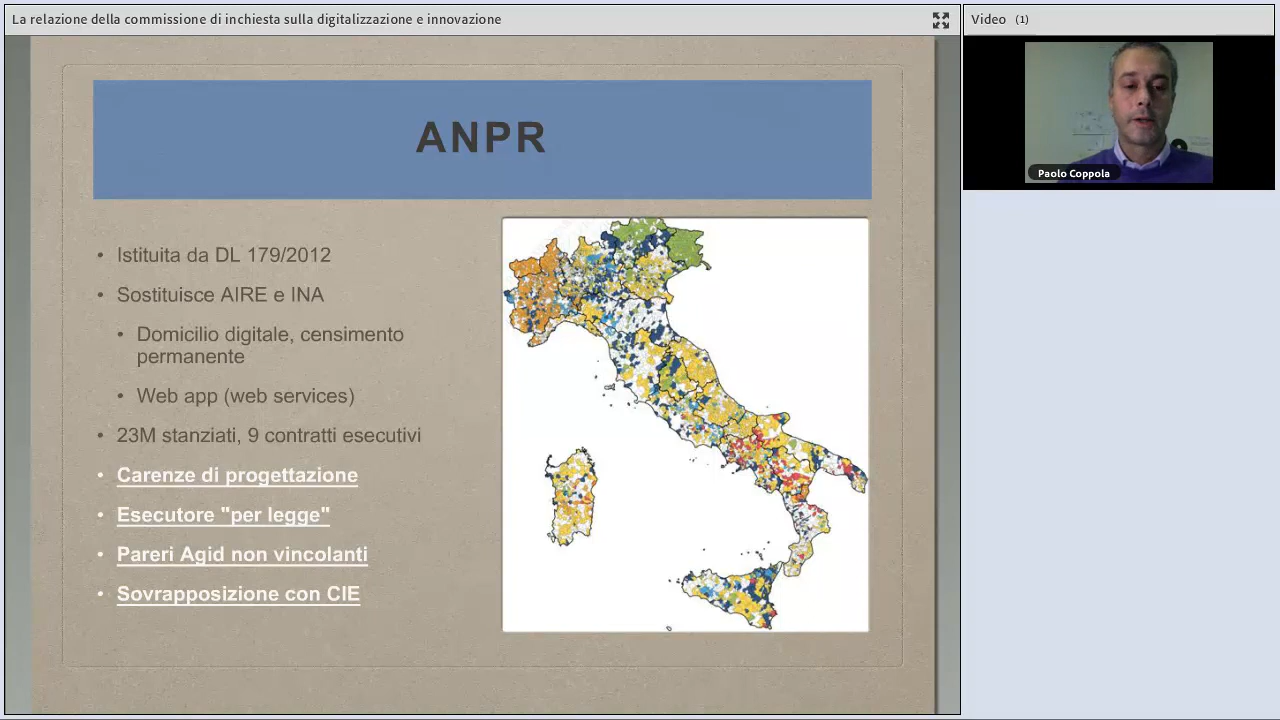 La relazione della commissione di inchiesta sulla digitalizzazione e innovazione
Video (1)
Paolo Coppola
ANPR
• Istituita da DL 179/2012
• Sostituisce AIRE e INA
• Domicilio digitale, censimento
permanente
• Web app (web services)
• 23M stanziati, 9 contratti esecutivi
• Carenze di progettazione
• Esecutore "per legge"
• Pareri Agid non vincolanti
• Sovrapposizione con CIE